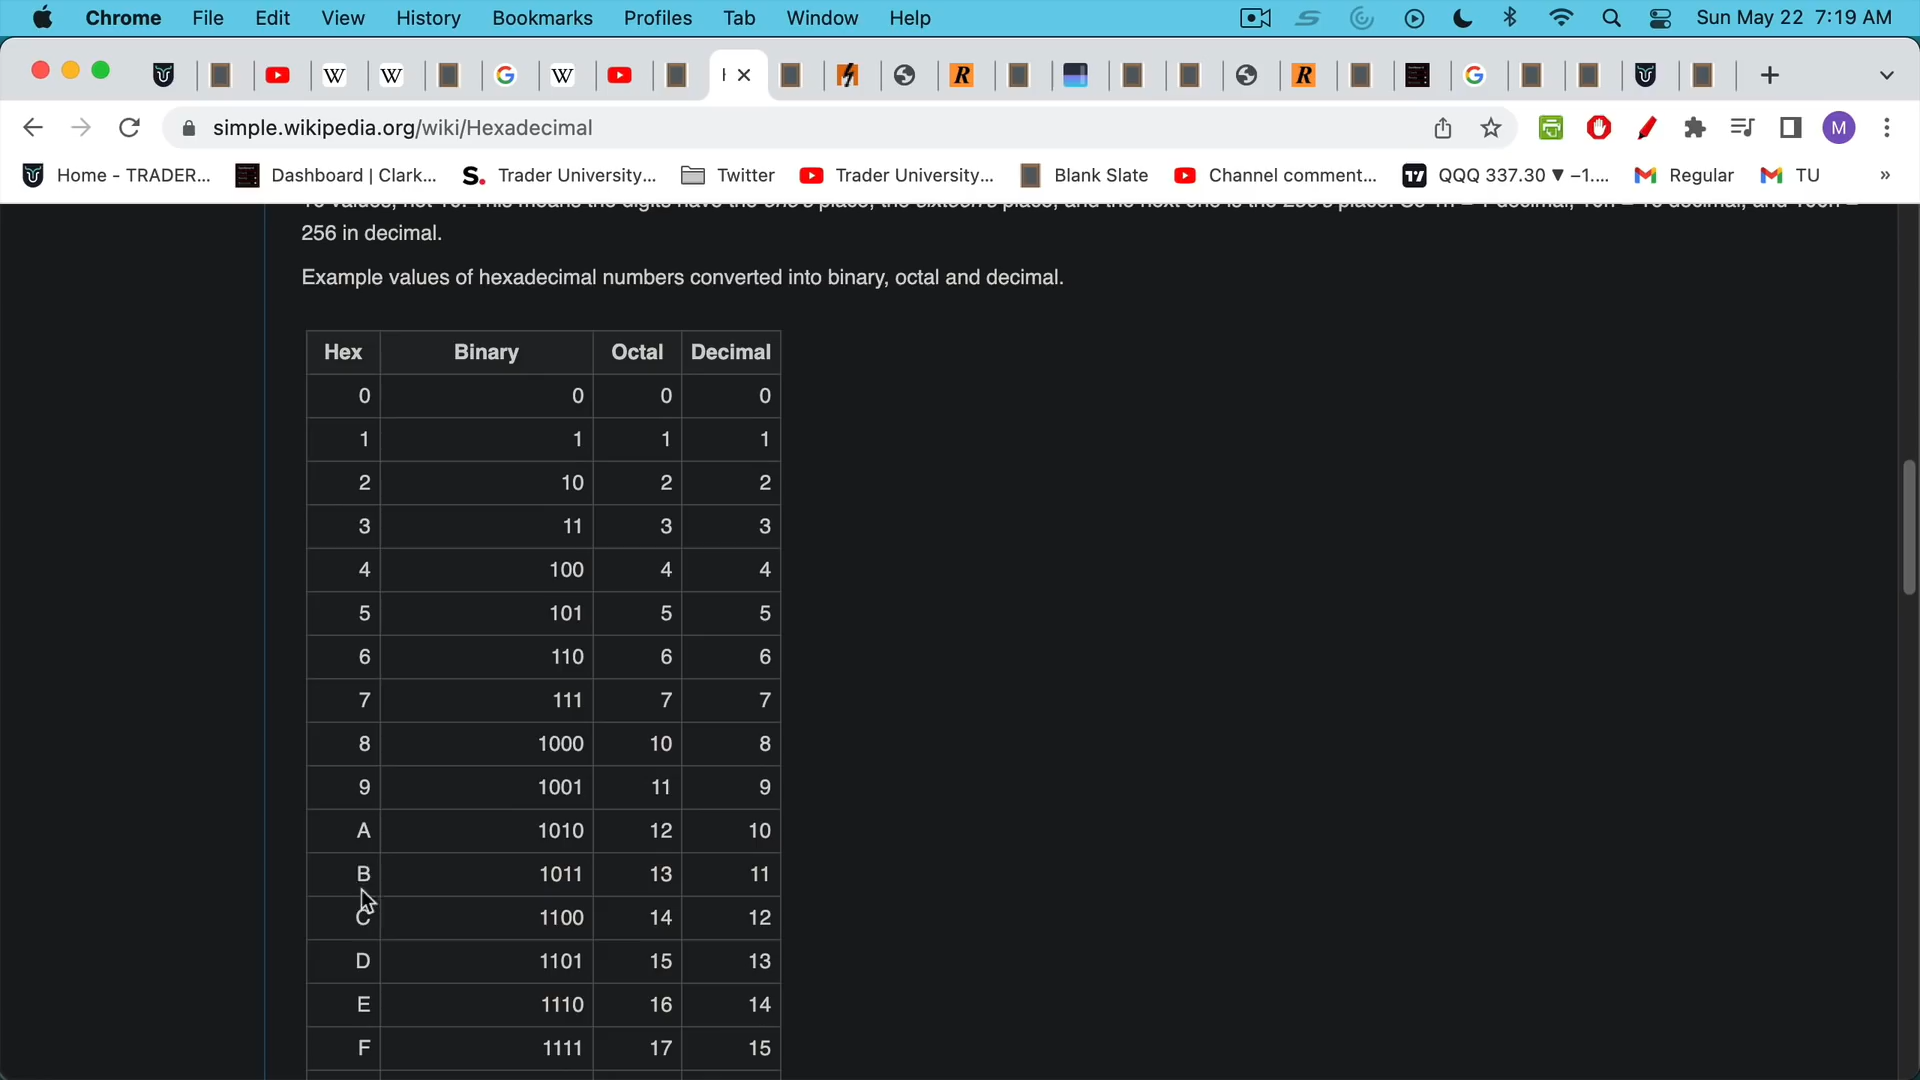 Chrome File Edit View History Bookmarks Profiles Tab Window Help Sun May 22 7:19 AM
simple.wikipedia.org/wiki/Hexadecimal M
Home - TRADER... Dashboard | Clark... S. Trader University... Twitter Trader University... Blank Slate Channel comment... QQQ 337.30 ▼ −1.... Regular TU »
256 in decimal.
Example values of hexadecimal numbers converted into binary, octal and decimal.
Hex Binary Octal Decimal
0 0 0 0
1 1 1 1
2 10 2 2
3 11 3 3
4 100 4 4
5 101 5 5
6 110 6 6
7 111 7 7
8 1000 10 8
9 1001 11 9
A 1010 12 10
B 1011 13 11
C 1100 14 12
D 1101 15 13
E 1110 16 14
F 1111 17 15